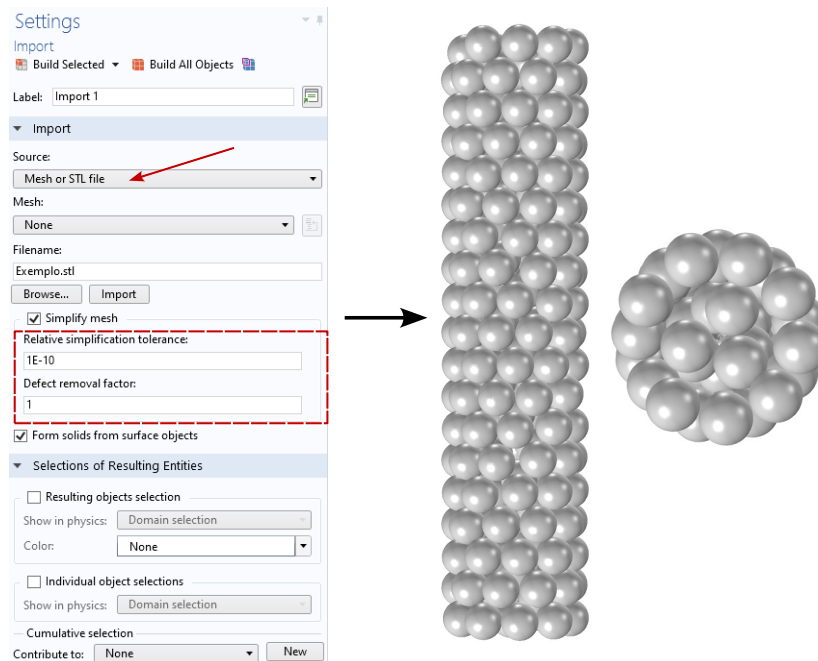 Settings
Import
Build Selected Build All Objects
Label: Import 1
Import
Source:
Mesh or STL file
Mesh:
None
Filename:
Exemplo.stl
Browse... Import
Simplify mesh
Relative simplification tolerance:
1E-10
Defect removal factor:
1
Form solids from surface objects
Selections of Resulting Entities
Resulting objects selection
Show in physics: Domain selection
Color: None
Individual object selections
Show in physics: Domain selection
Cumulative selection
Contribute to: None New